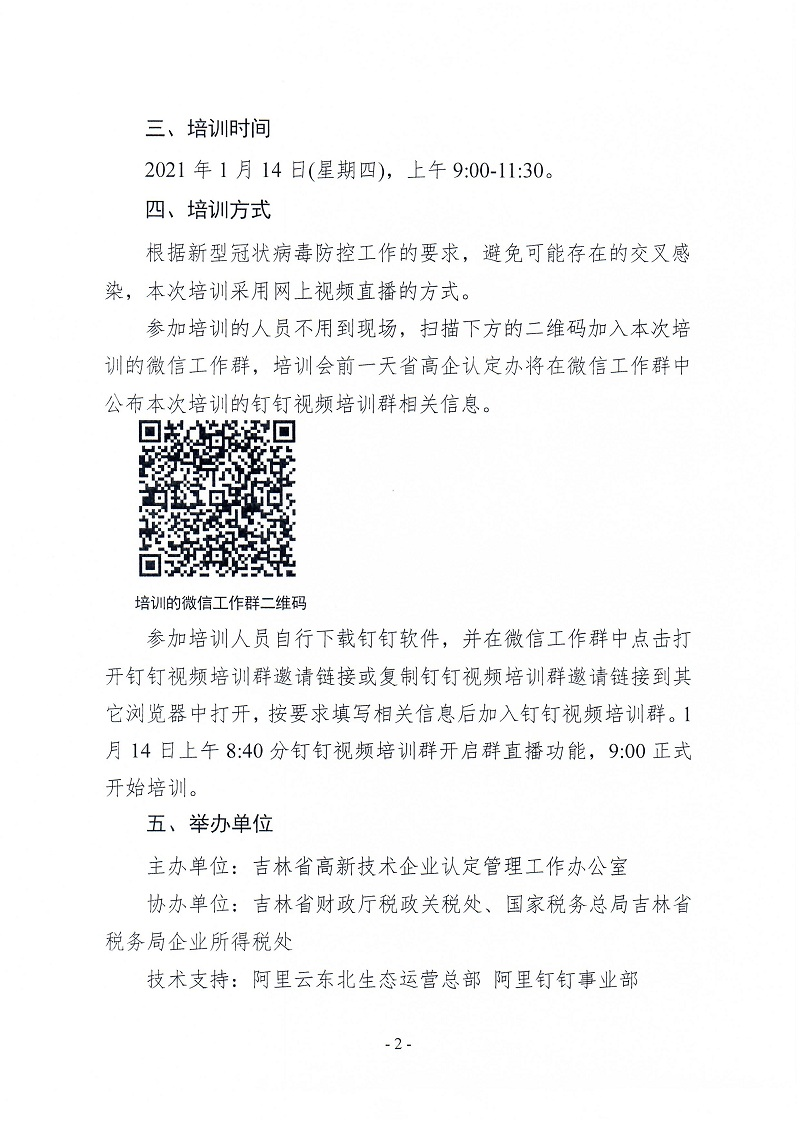 三、培训时间
2021 年 1 月 14 日(星期四)，上午 9:00-11:30。
四、培训方式
根据新型冠状病毒防控工作的要求，避免可能存在的交叉感
染，本次培训采用网上视频直播的方式。
参加培训的人员不用到现场，扫描下方的二维码加入本次培
训的微信工作群，培训会前一天省高企认定办将在微信工作群中
公布本次培训的钉钉视频培训群相关信息。
培训的微信工作群二维码
参加培训人员自行下载钉钉软件，并在微信工作群中点击打
开钉钉视频培训群邀请链接或复制钉钉视频培训群邀请链接到其
它浏览器中打开，按要求填写相关信息后加入钉钉视频培训群。1
月 14 日上午 8:40 分钉钉视频培训群开启群直播功能，9:00 正式
开始培训。
五、举办单位
主办单位：吉林省高新技术企业认定管理工作办公室
协办单位：吉林省财政厅税政关税处、国家税务总局吉林省
税务局企业所得税处
技术支持：阿里云东北生态运营总部 阿里钉钉事业部
- 2 -